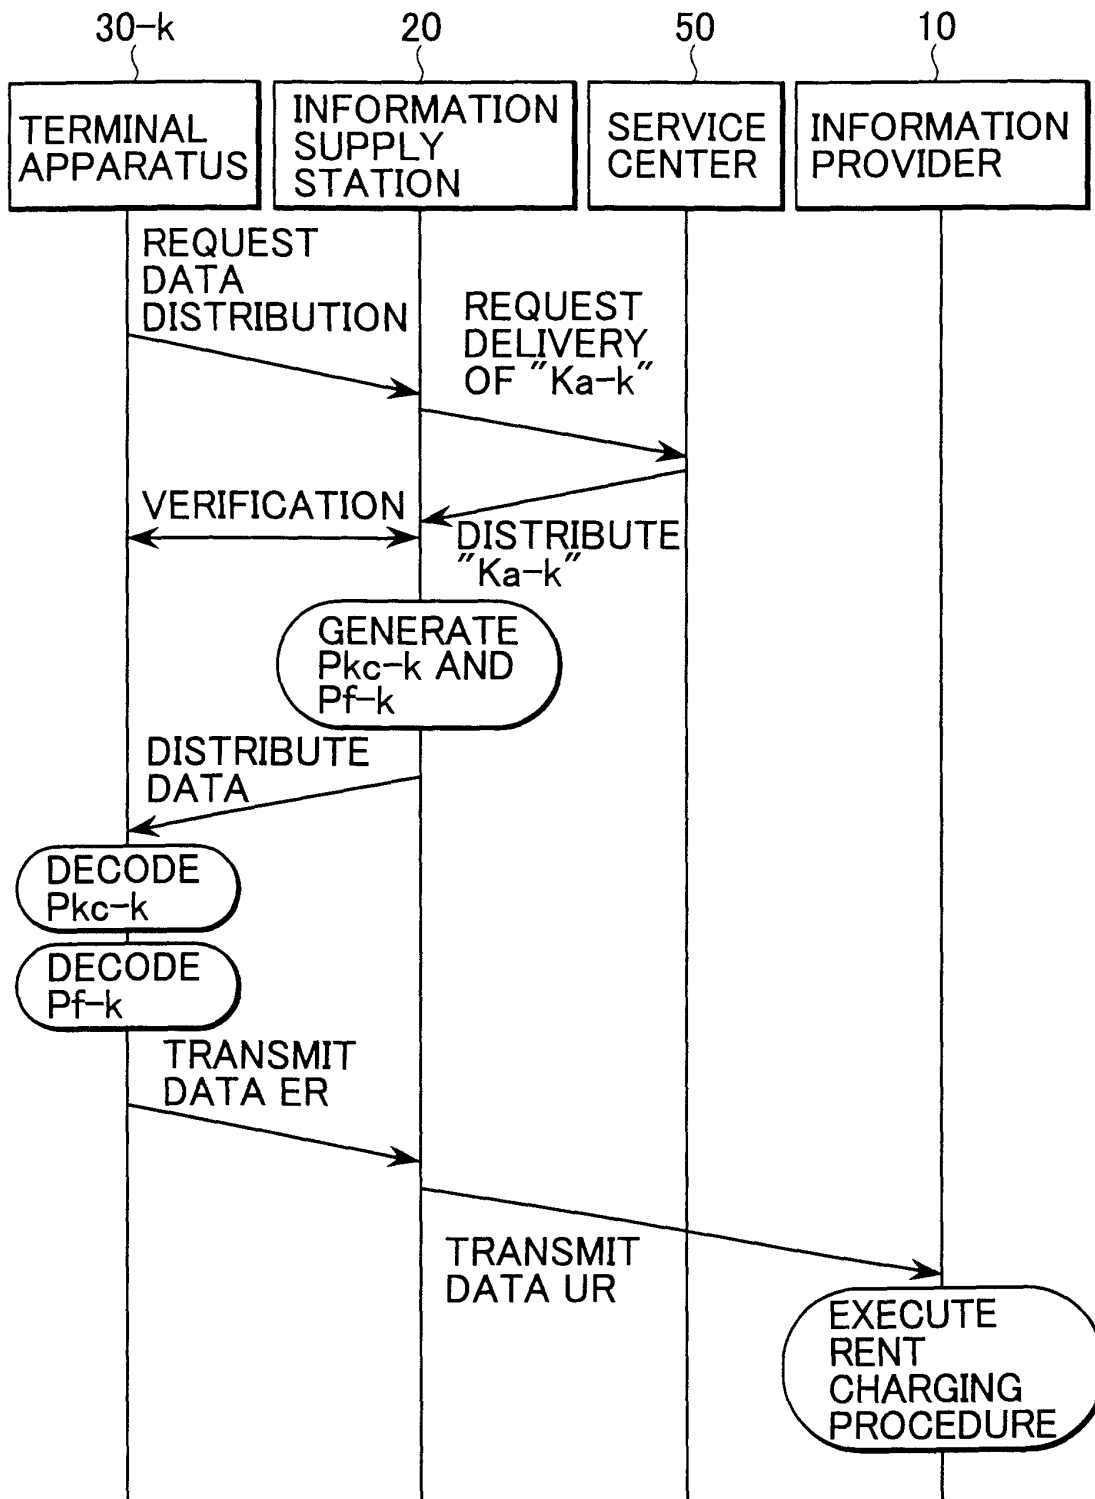 30-k
20
50
10
TERMINAL
APPARATUS
INFORMATION
SUPPLY
STATION
SERVICE
CENTER
INFORMATION
PROVIDER
REQUEST
DATA
DISTRIBUTION
REQUEST
DELIVERY
OF "Ka-k"
VERIFICATION
DISTRIBUTE
"Ka-k"
GENERATE
Pkc-k AND
Pf-k
DISTRIBUTE
DATA
DECODE
Pkc-k
DECODE
Pf-k
TRANSMIT
DATA ER
TRANSMIT
DATA UR
EXECUTE
RENT
CHARGING
PROCEDURE